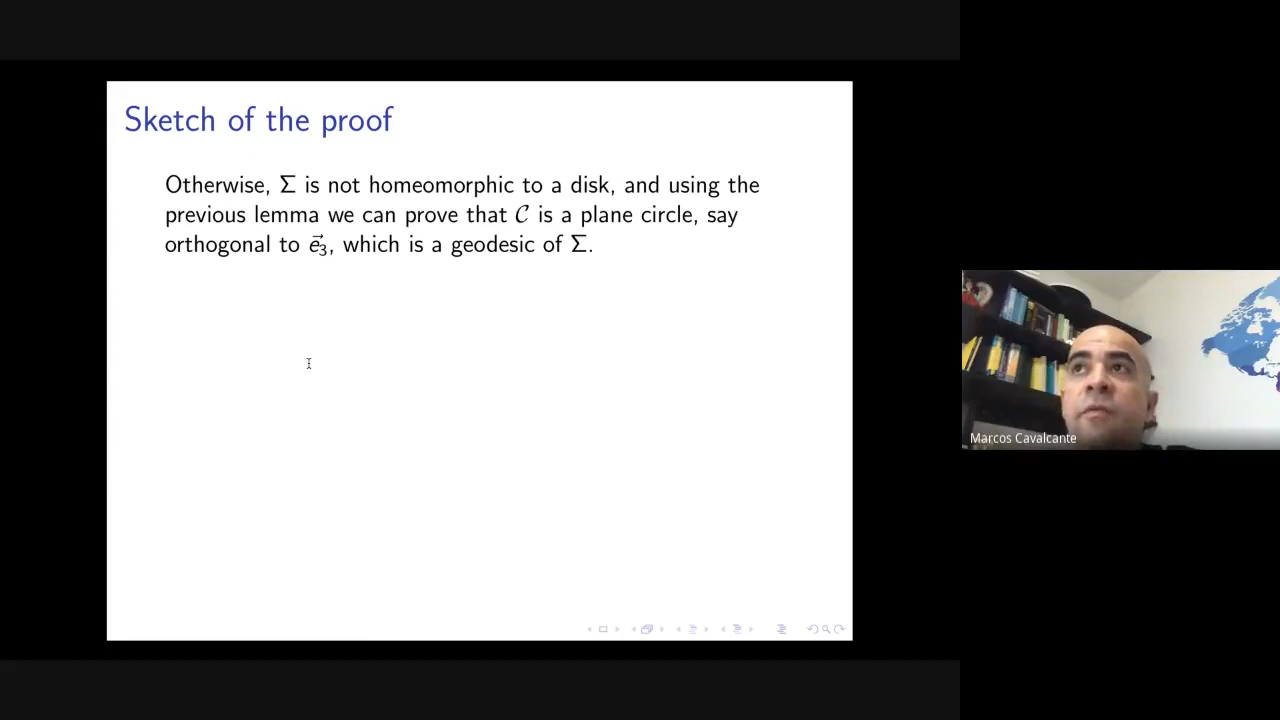 Sketch of the proof
Otherwise, Σ is not homeomorphic to a disk, and using the
previous lemma we can prove that 𝒞 is a plane circle, say
orthogonal to e⃗₃, which is a geodesic of Σ.
Marcos Cavalcante